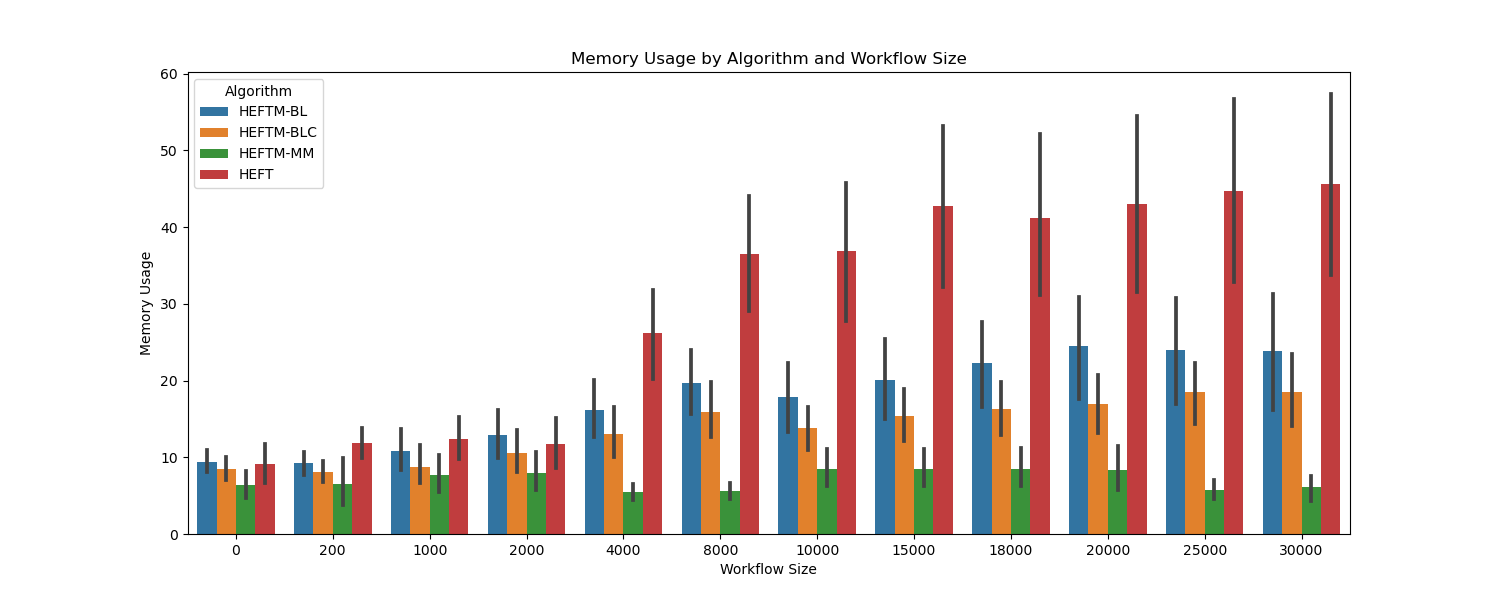 Memory Usage by Algorithm and Workflow Size
Memory Usage
60
50
40
30
20
10
0
Algorithm
HEFTM-BL
HEFTM-BLC
HEFTM-MM
HEFT
0 200 1000 2000 4000 8000 10000 15000 18000 20000 25000 30000
Workflow Size